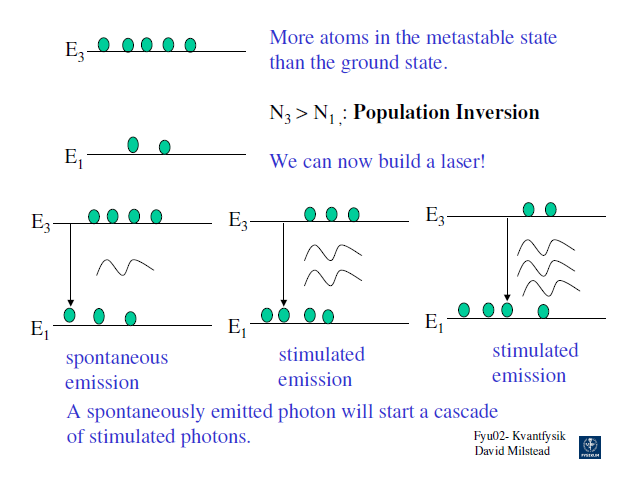 More atoms in the metastable state
than the ground state.
E3
N3 > N1 ,: Population Inversion
E1
We can now build a laser!
E3
E3
E3
E1
E1
E1
spontaneous
emission
stimulated
emission
stimulated
emission
A spontaneously emitted photon will start a cascade
of stimulated photons.
Fyu02- Kvantfysik
David Milstead
FYSIKUM